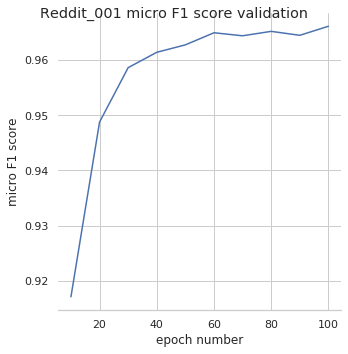 Reddit_001 micro F1 score validation
0.96
0.95
0.94
0.93
0.92
micro F1 score
20 40 60 80 100
epoch number